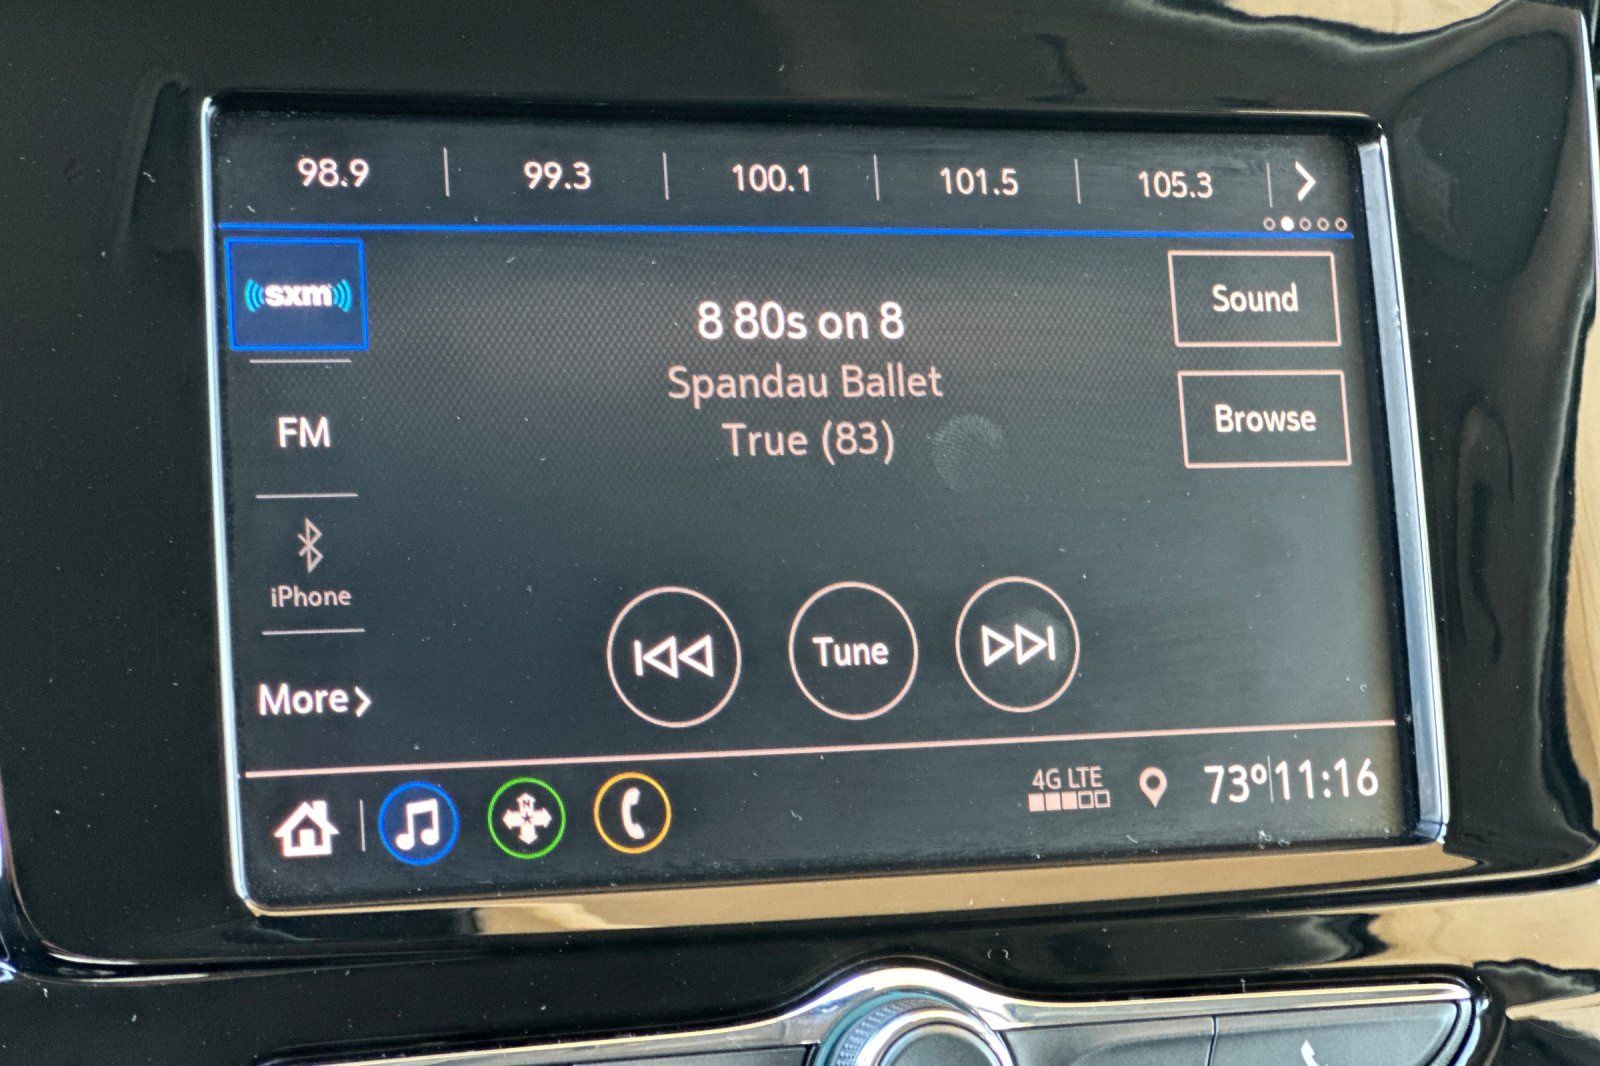 98.9 99.3 100.1 101.5 105.3
sxm
8 80s on 8
Spandau Ballet
True (83)
Sound
Browse
FM
iPhone
More
Tune
N
4G LTE
73º 11:16